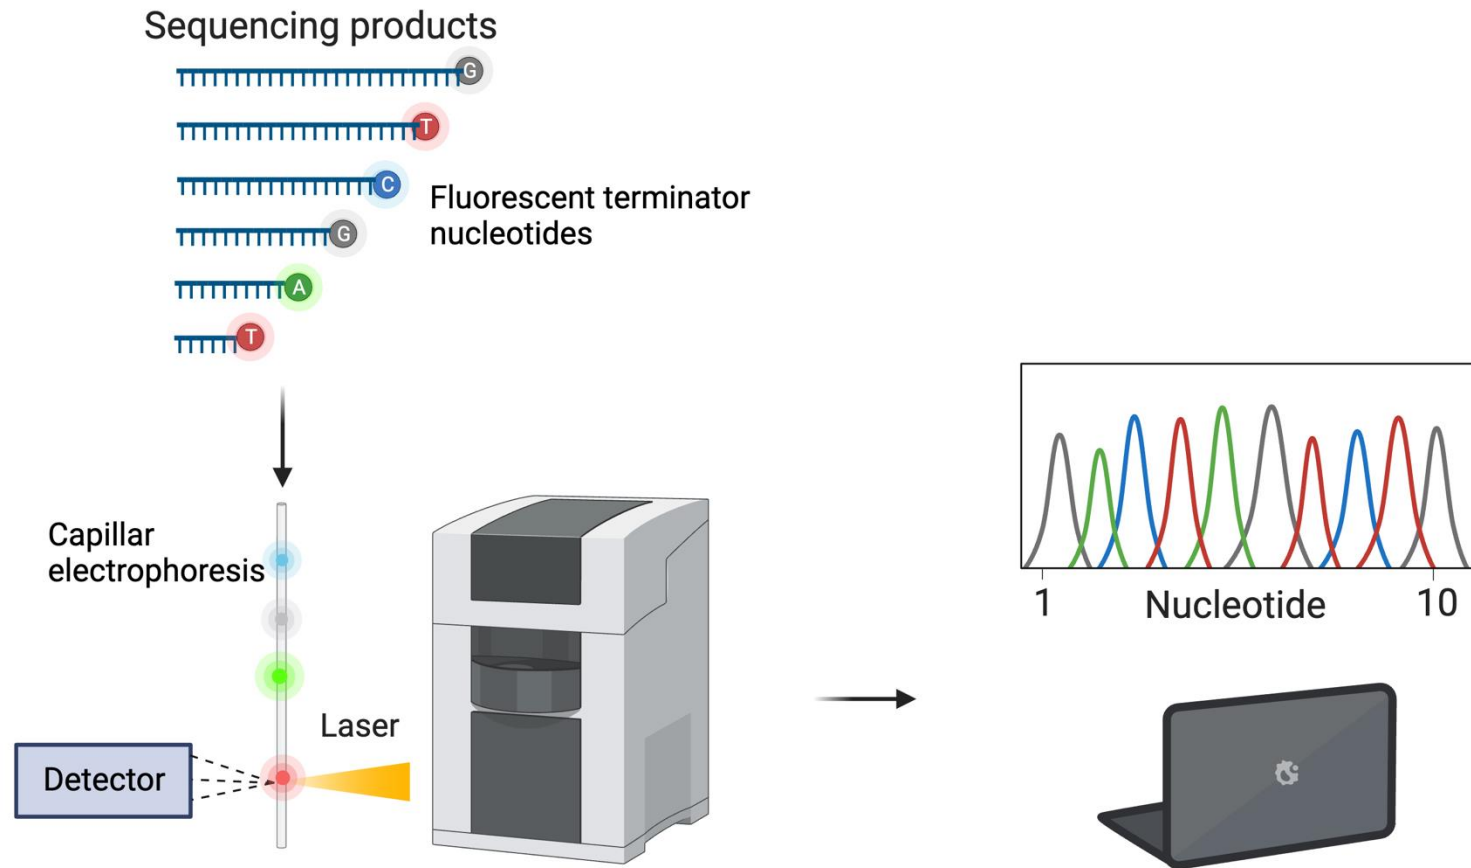 Sequencing products
G
T
C
Fluorescent terminator
nucleotides
G
A
T
Capillar
electrophoresis
Laser
Detector
1 Nucleotide 10